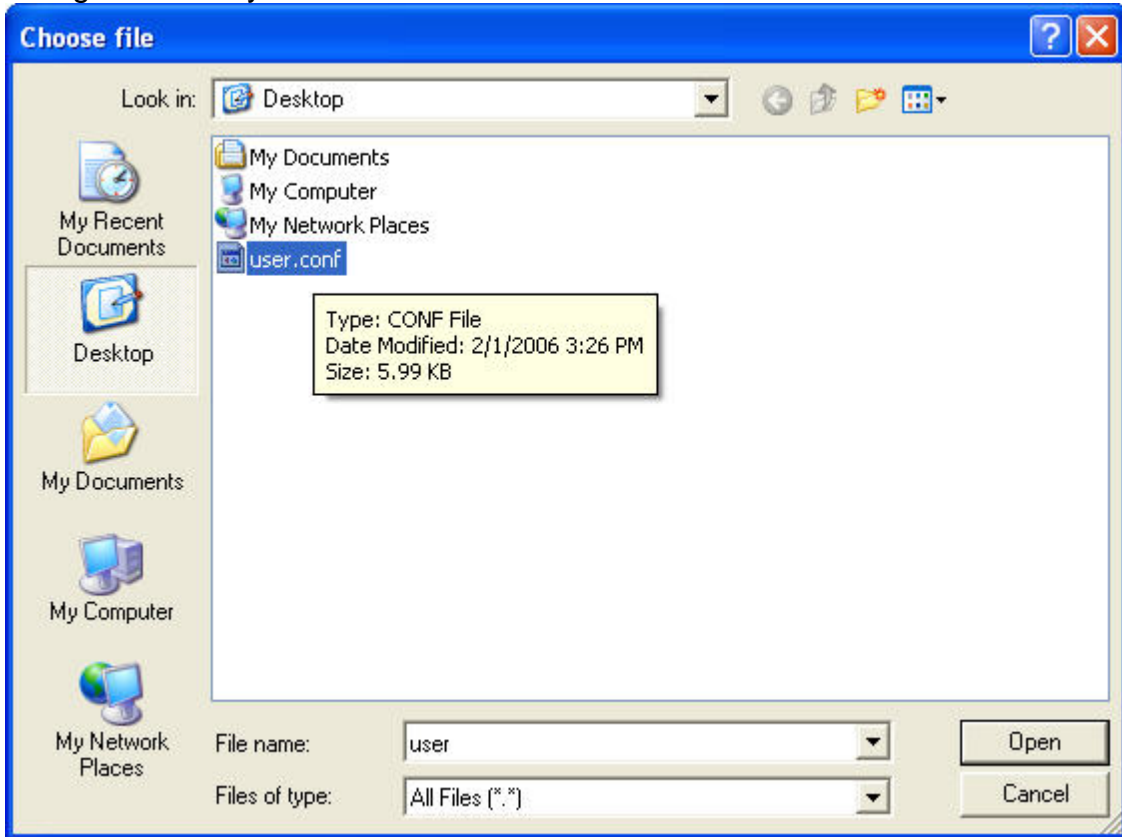 Choose file
Look in:
Desktop
My Recent
Documents
Desktop
My Documents
My Computer
My Network
Places
My Documents
My Computer
My Network Places
user.conf
Type: CONF File
Date Modified: 2/1/2006 3:26 PM
Size: 5.99 KB
File name:
user
Open
Files of type:
All Files (*.*)
Cancel